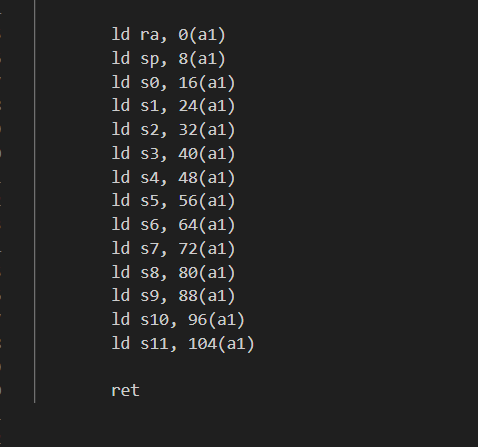 ld ra, 0(a1)
ld sp, 8(a1)
ld s0, 16(a1)
ld s1, 24(a1)
ld s2, 32(a1)
ld s3, 40(a1)
ld s4, 48(a1)
ld s5, 56(a1)
ld s6, 64(a1)
ld s7, 72(a1)
ld s8, 80(a1)
ld s9, 88(a1)
ld s10, 96(a1)
ld s11, 104(a1)
ret